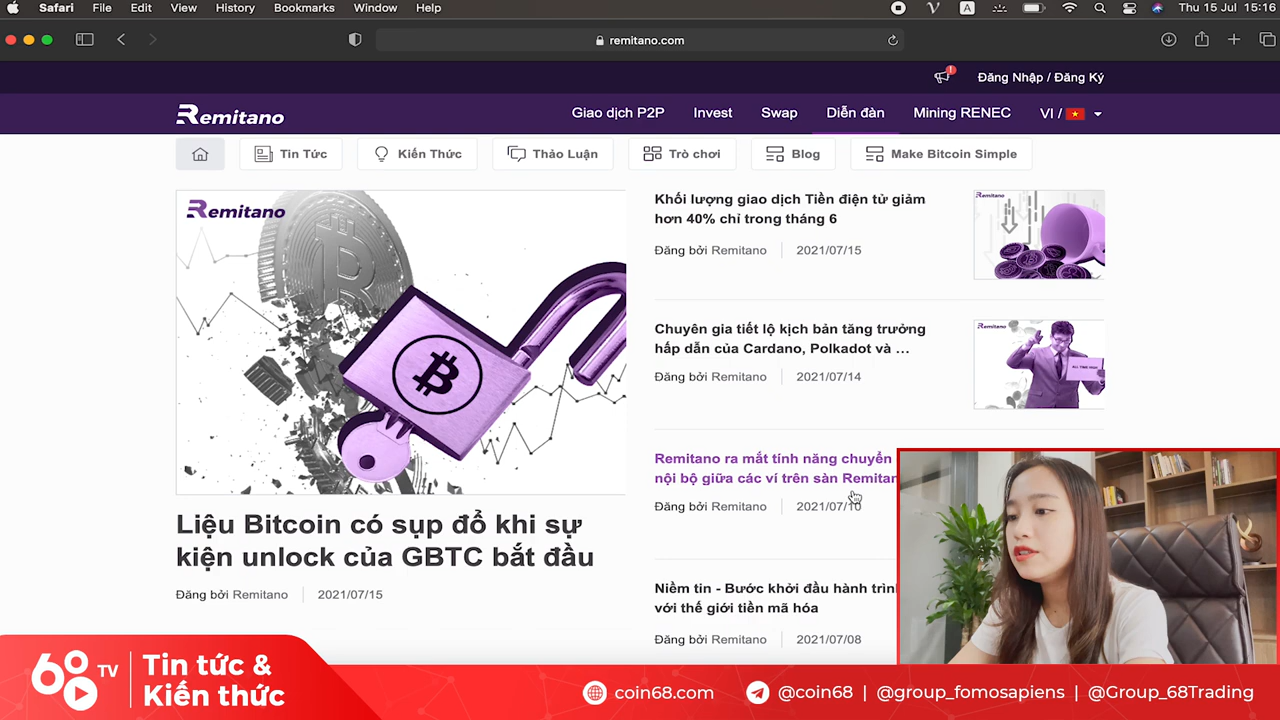 Safari File Edit View History Bookmarks Window Help
A
Thu 15 Jul 15:16
remitano.com
Đăng Nhập / Đăng Ký
Remitano
Giao dịch P2P Invest Swap Diễn đàn Mining RENEC VI /
Tin Tức Kiến Thức Thảo Luận Trò chơi Blog Make Bitcoin Simple
Remitano
Liệu Bitcoin có sụp đổ khi sự
kiện unlock của GBTC bắt đầu
Đăng bởi Remitano 2021/07/15
Khối lượng giao dịch Tiền điện tử giảm
hơn 40% chỉ trong tháng 6
Đăng bởi Remitano 2021/07/15
Remitano
Chuyên gia tiết lộ kịch bản tăng trưởng
hấp dẫn của Cardano, Polkadot và ...
Đăng bởi Remitano 2021/07/14
Remitano
ALL TIME HIGH
Remitano ra mắt tính năng chuyển
nội bộ giữa các ví trên sàn Remitan
Đăng bởi Remitano 2021/07/10
Niềm tin - Bước khởi đầu hành trình
với thế giới tiền mã hóa
Đăng bởi Remitano 2021/07/08
68 TV
Tin tức &
Kiến thức
coin68.com @coin68 | @group_fomosapiens | @Group_68Trading